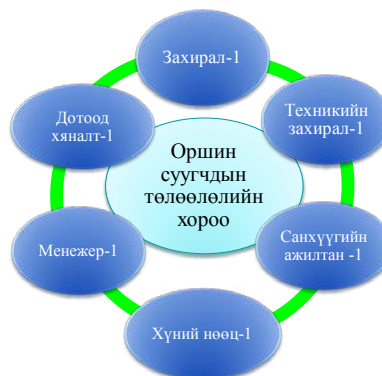 Захирал-1
Техникийн
захирал-1
Санхүүгийн
ажилтан -1
Хүний нөөц-1
Менежер-1
Дотоод
хяналт-1
Оршин
суугчдын
төлөөлөлийн
хороо